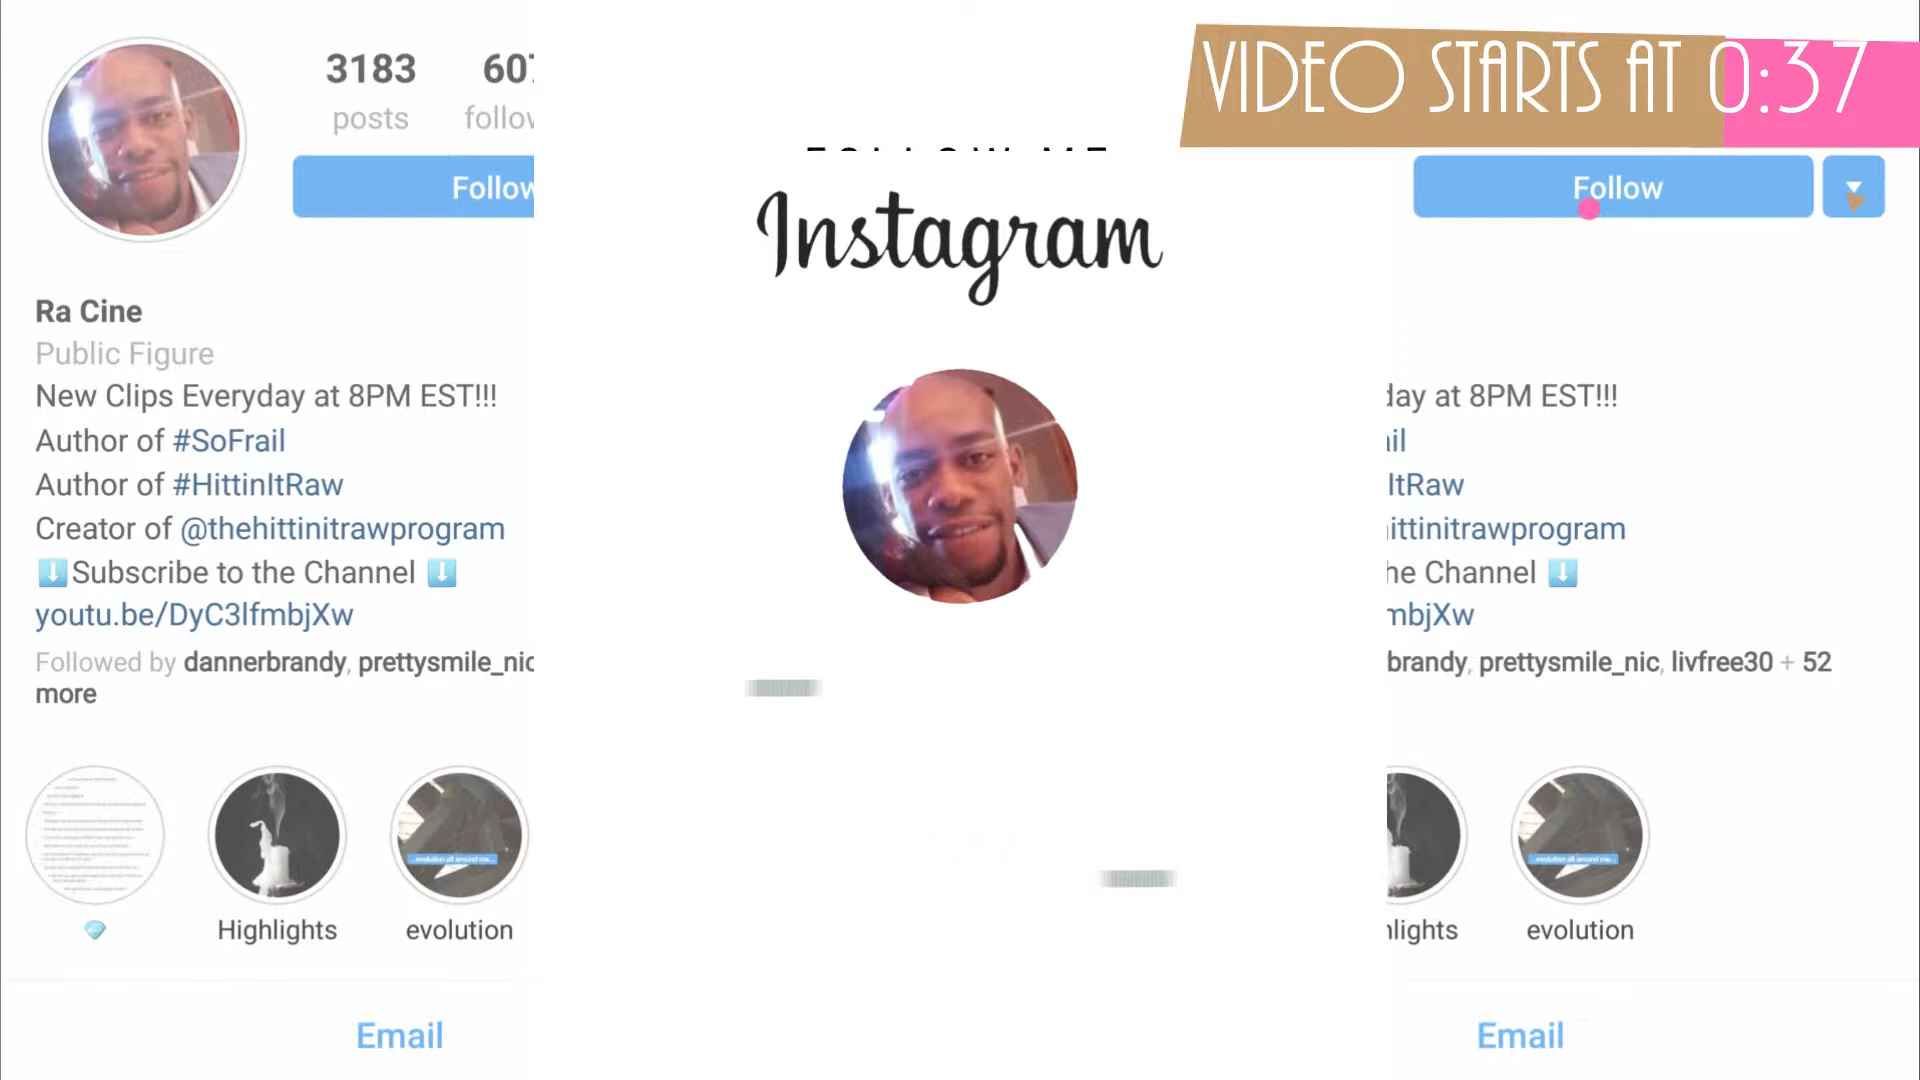 VIDEO STARTS AT 0:37
3183
posts
Follow
Ra Cine
Public Figure
New Clips Everyday at 8PM EST!!!
Author of #SoFrail
Author of #HittinItRaw
Creator of @thehittinitrawprogram
⬇️Subscribe to the Channel ⬇️
youtu.be/DyC3lfmbjXw
Followed by dannerbrandy, prettysmile_nic
more
Highlights
evolution
Email
FOLLOW ME
Instagram
Follow
day at 8PM EST!!!
ItRaw
ittinitrawprogram
he Channel ⬇️
mbjXw
brandy, prettysmile_nic, livfree30 + 52
evolution
Email